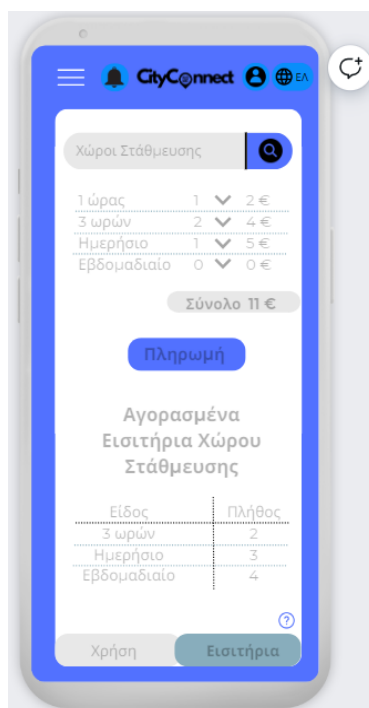 CityConnect ΕΛ
Χώροι Στάθμευσης
1 ώρας 1 2 €
3 ωρών 2 4 €
Ημερήσιο 1 5 €
Εβδομαδιαίο 0 0 €
Σύνολο 11 €
Πληρωμή
Αγορασμένα
Εισιτήρια Χώρου
Στάθμευσης
Είδος Πλήθος
3 ωρών 2
Ημερήσιο 3
Εβδομαδιαίο 4
?
Χρήση Εισιτήρια